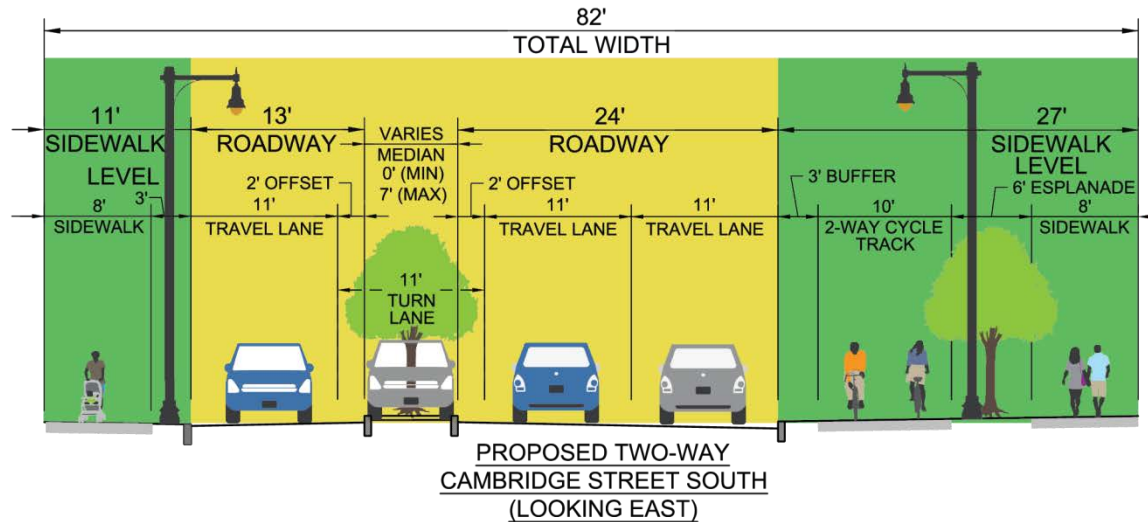 82'
TOTAL WIDTH
11'
SIDEWALK
LEVEL
13'
ROADWAY
VARIES
MEDIAN
0' (MIN)
7' (MAX)
24'
ROADWAY
27'
SIDEWALK
LEVEL
3'
2' OFFSET
2' OFFSET
3' BUFFER
6' ESPLANADE
8'
SIDEWALK
11'
TRAVEL LANE
11'
TRAVEL LANE
11'
TRAVEL LANE
10'
2-WAY CYCLE
TRACK
8'
SIDEWALK
11'
TURN
LANE
PROPOSED TWO-WAY
CAMBRIDGE STREET SOUTH
(LOOKING EAST)